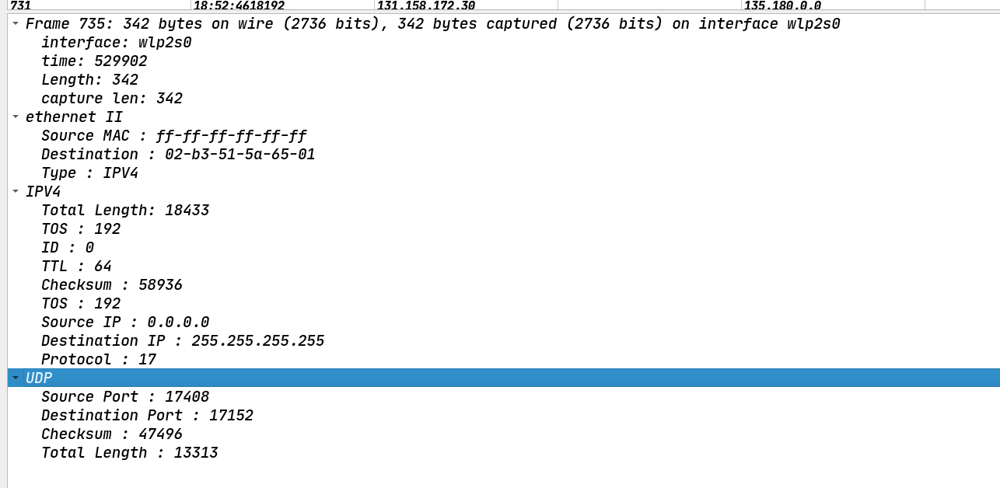 731 18:52:4618192 131.158.172.30 135.180.0.0
Frame 735: 342 bytes on wire (2736 bits), 342 bytes captured (2736 bits) on interface wlp2s0
interface: wlp2s0
time: 529902
Length: 342
capture len: 342
ethernet II
Source MAC : ff-ff-ff-ff-ff-ff
Destination : 02-b3-51-5a-65-01
Type : IPV4
IPV4
Total Length: 18433
TOS : 192
ID : 0
TTL : 64
Checksum : 58936
TOS : 192
Source IP : 0.0.0.0
Destination IP : 255.255.255.255
Protocol : 17
UDP
Source Port : 17408
Destination Port : 17152
Checksum : 47496
Total Length : 13313